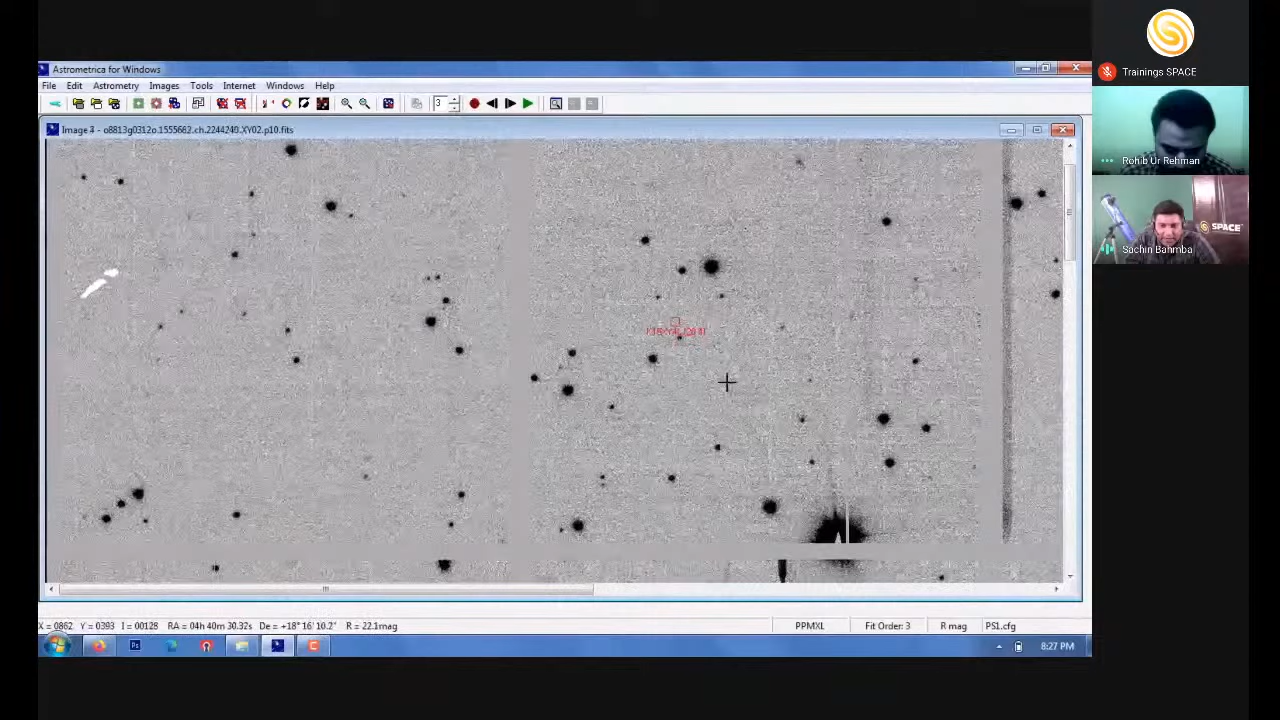 Astrometrica for Windows
File Edit Astrometry Images Tools Internet Windows Help
3
Image # - o8813g0312o.1555662.ch.2244240.XY02.p10.fits
X = 0862 Y = 0393 I = 00128 RA = 04h 40m 30.32s De = +18° 16' 10.2" R = 22.1mag
PPMXL
Fit Order: 3
R mag
PS1.cfg
Ps
8:27 PM
Trainings SPACE
Rohib Ur Rehman
SPACE
Sachin Bahmba